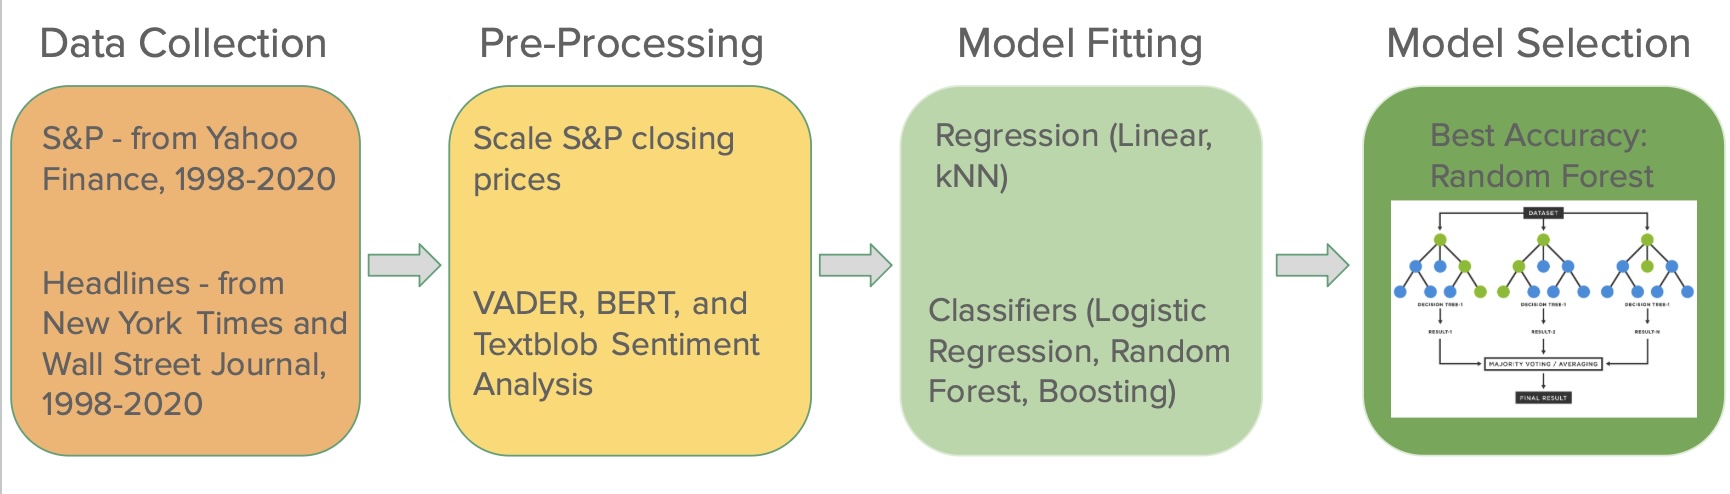 Data Collection
Pre-Processing
Model Fitting
Model Selection
S&P - from Yahoo
Finance, 1998-2020
Headlines - from
New York Times and
Wall Street Journal,
1998-2020
Scale S&P closing
prices
VADER, BERT, and
Textblob Sentiment
Analysis
Regression (Linear,
kNN)
Classifiers (Logistic
Regression, Random
Forest, Boosting)
Best Accuracy:
Random Forest
DATASET
DECISION TREE-1
DECISION TREE-1
DECISION TREE-1
RESULT-1
RESULT-2
RESULT-N
MAJORITY VOTING / AVERAGING
FINAL RESULT